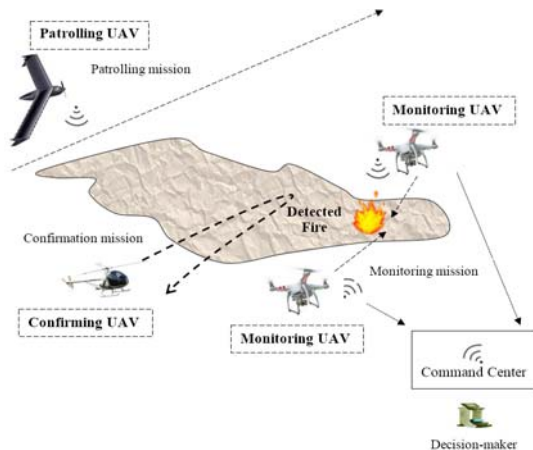 Patrolling UAV
Patrolling mission
Monitoring UAV
Detected
Fire
Confirmation mission
Monitoring mission
Confirming UAV
Monitoring UAV
Command Center
Decision-maker